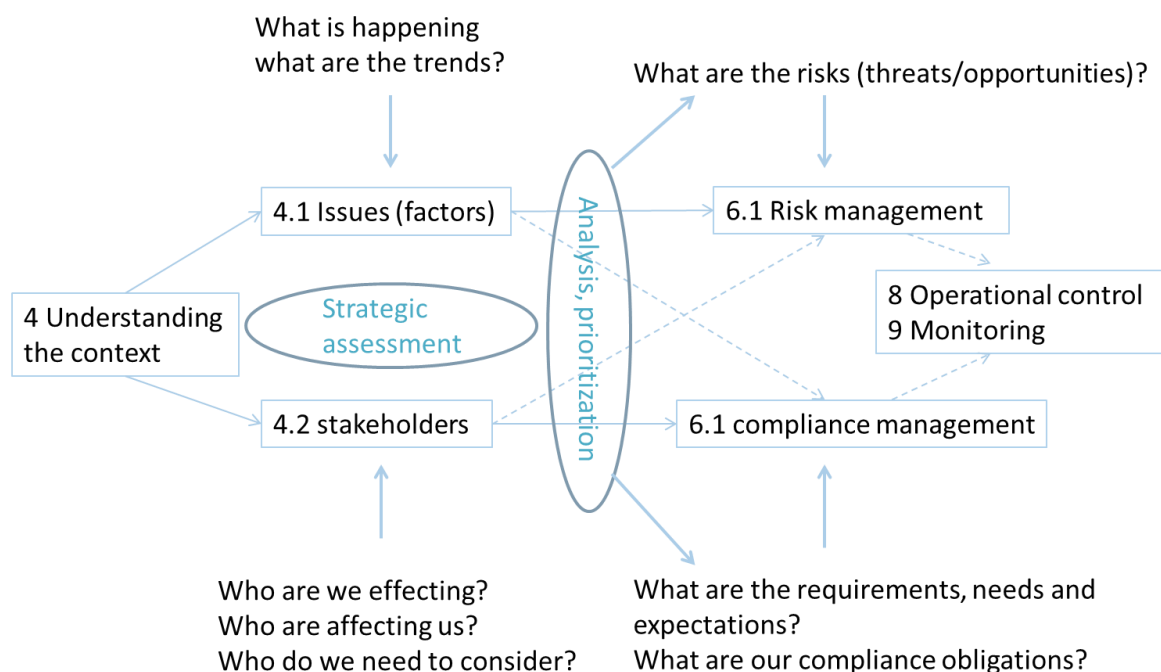 What is happening
what are the trends?
What are the risks (threats/opportunities)?
4.1 Issues (factors)
6.1 Risk management
Analysis, prioritization
4 Understanding
the context
Strategic
assessment
8 Operational control
9 Monitoring
4.2 stakeholders
6.1 compliance management
Who are we effecting?
Who are affecting us?
Who do we need to consider?
What are the requirements, needs and
expectations?
What are our compliance obligations?